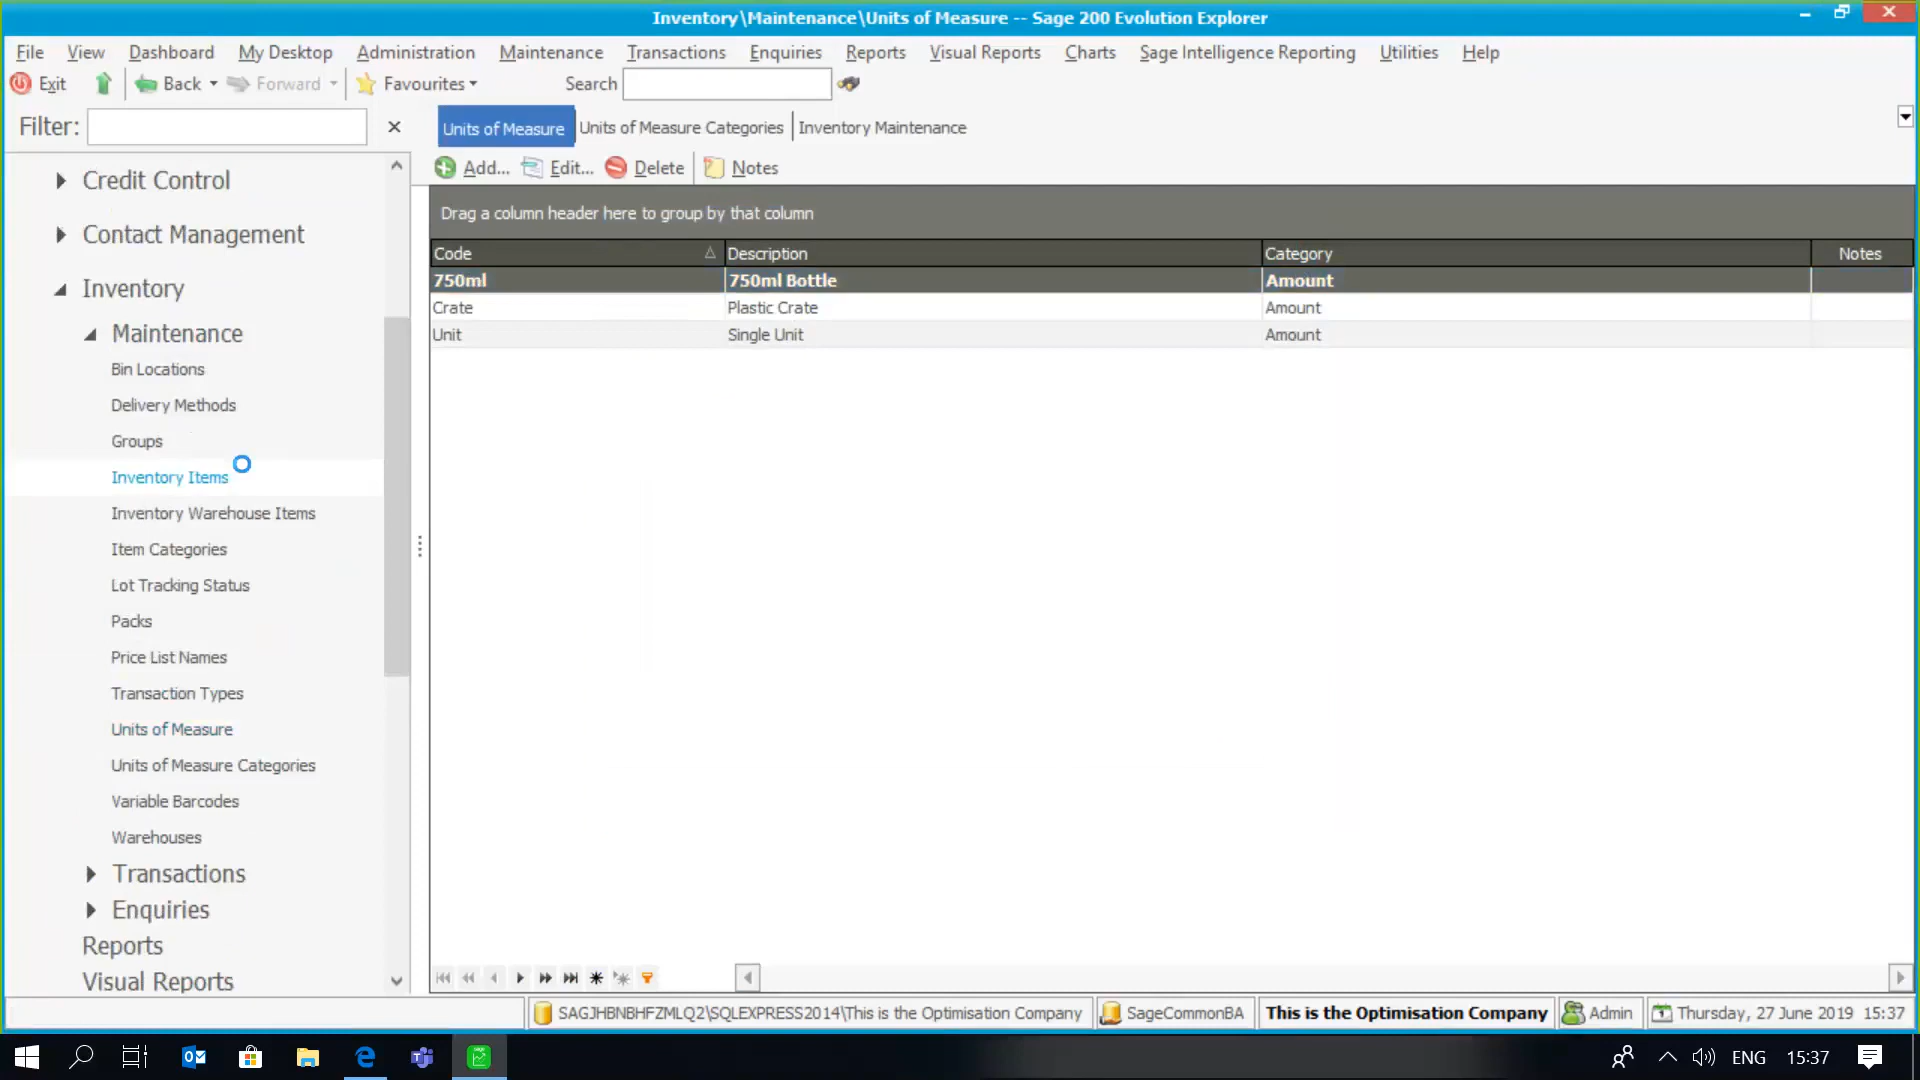 Inventory\Maintenance\Units of Measure -- Sage 200 Evolution Explorer
File View Dashboard My Desktop Administration Maintenance Transactions Enquiries Reports Visual Reports Charts Sage Intelligence Reporting Utilities Help
Exit Back Forward Favourites Search
Filter:
Units of Measure Units of Measure Categories Inventory Maintenance
Add... Edit... Delete Notes
Drag a column header here to group by that column
Code Description Category Notes
750ml 750ml Bottle Amount
Crate Plastic Crate Amount
Unit Single Unit Amount
Credit Control
Contact Management
Inventory
Maintenance
Bin Locations
Delivery Methods
Groups
Inventory Items
Inventory Warehouse Items
Item Categories
Lot Tracking Status
Packs
Price List Names
Transaction Types
Units of Measure
Units of Measure Categories
Variable Barcodes
Warehouses
Transactions
Enquiries
Reports
Visual Reports
SAGJHBNBHFZMLQ2\SQLEXPRESS2014\This is the Optimisation Company SageCommonBA This is the Optimisation Company Admin Thursday, 27 June 2019 15:37
ENG 15:37